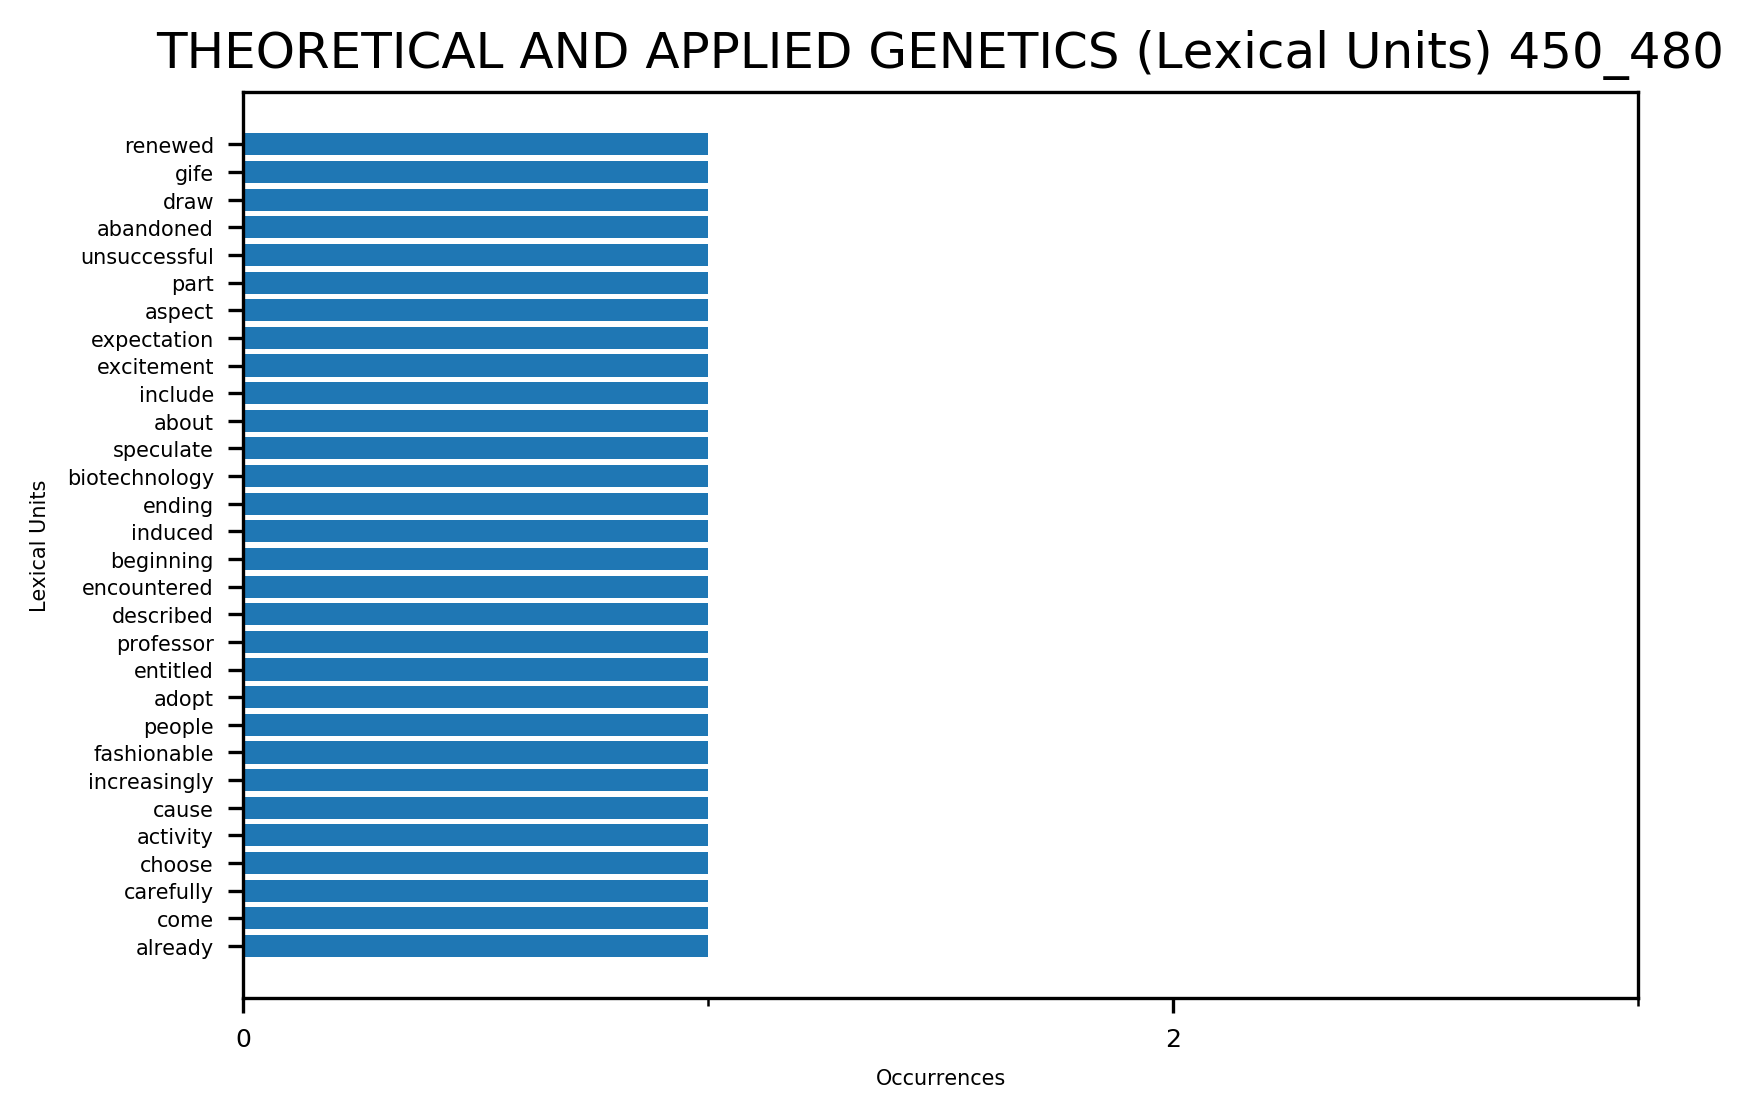 THEORETICAL AND APPLIED GENETICS (Lexical Units) 450_480
renewed
gife
draw
abandoned
unsuccessful
part
aspect
expectation
excitement
include
about
speculate
biotechnology
ending
induced
beginning
encountered
described
professor
entitled
adopt
people
fashionable
increasingly
cause
activity
choose
carefully
come
already
Lexical Units
0
2
Occurrences